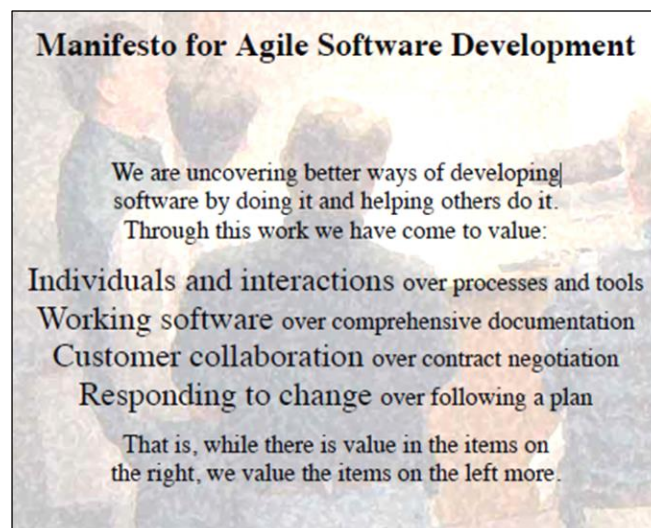 Manifesto for Agile Software Development
We are uncovering better ways of developing
software by doing it and helping others do it.
Through this work we have come to value:
Individuals and interactions over processes and tools
Working software over comprehensive documentation
Customer collaboration over contract negotiation
Responding to change over following a plan
That is, while there is value in the items on
the right, we value the items on the left more.